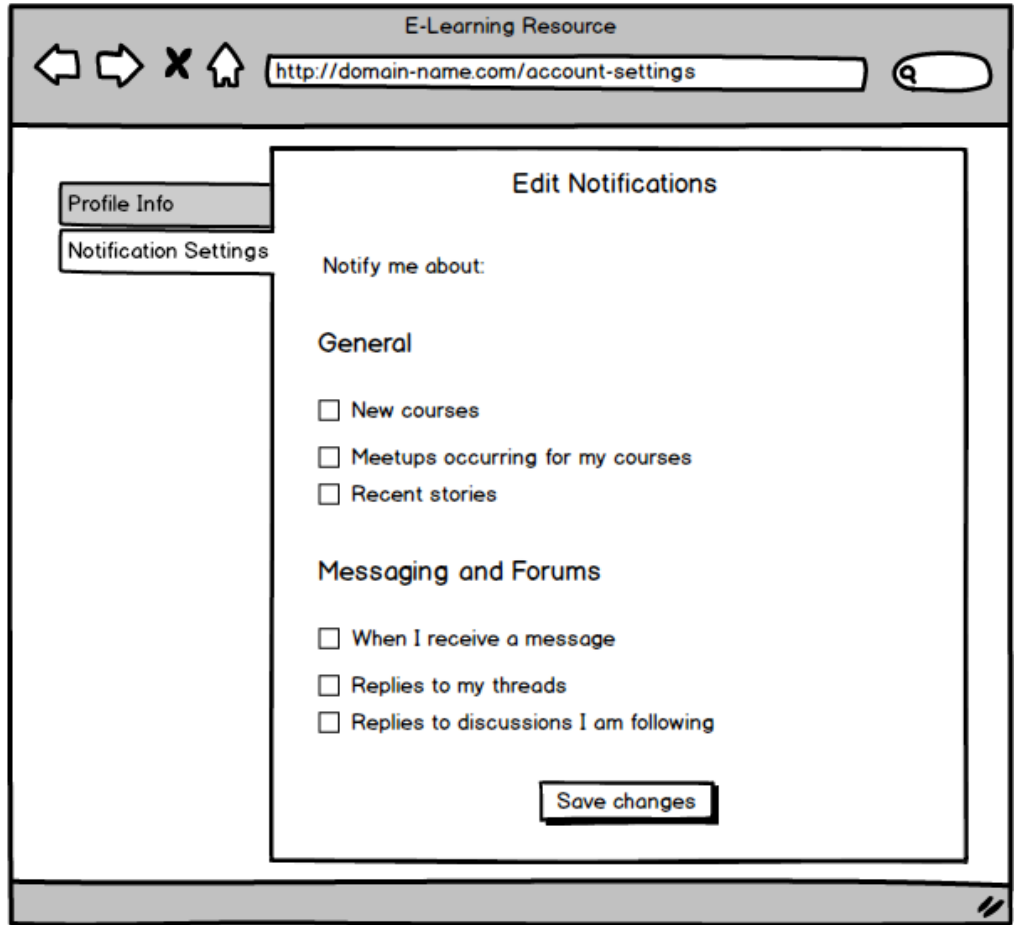 E-Learning Resource
http://domain-name.com/account-settings
Profile Info
Notification Settings
Edit Notifications
Notify me about:
General
New courses
Meetups occurring for my courses
Recent stories
Messaging and Forums
When I receive a message
Replies to my threads
Replies to discussions I am following
Save changes